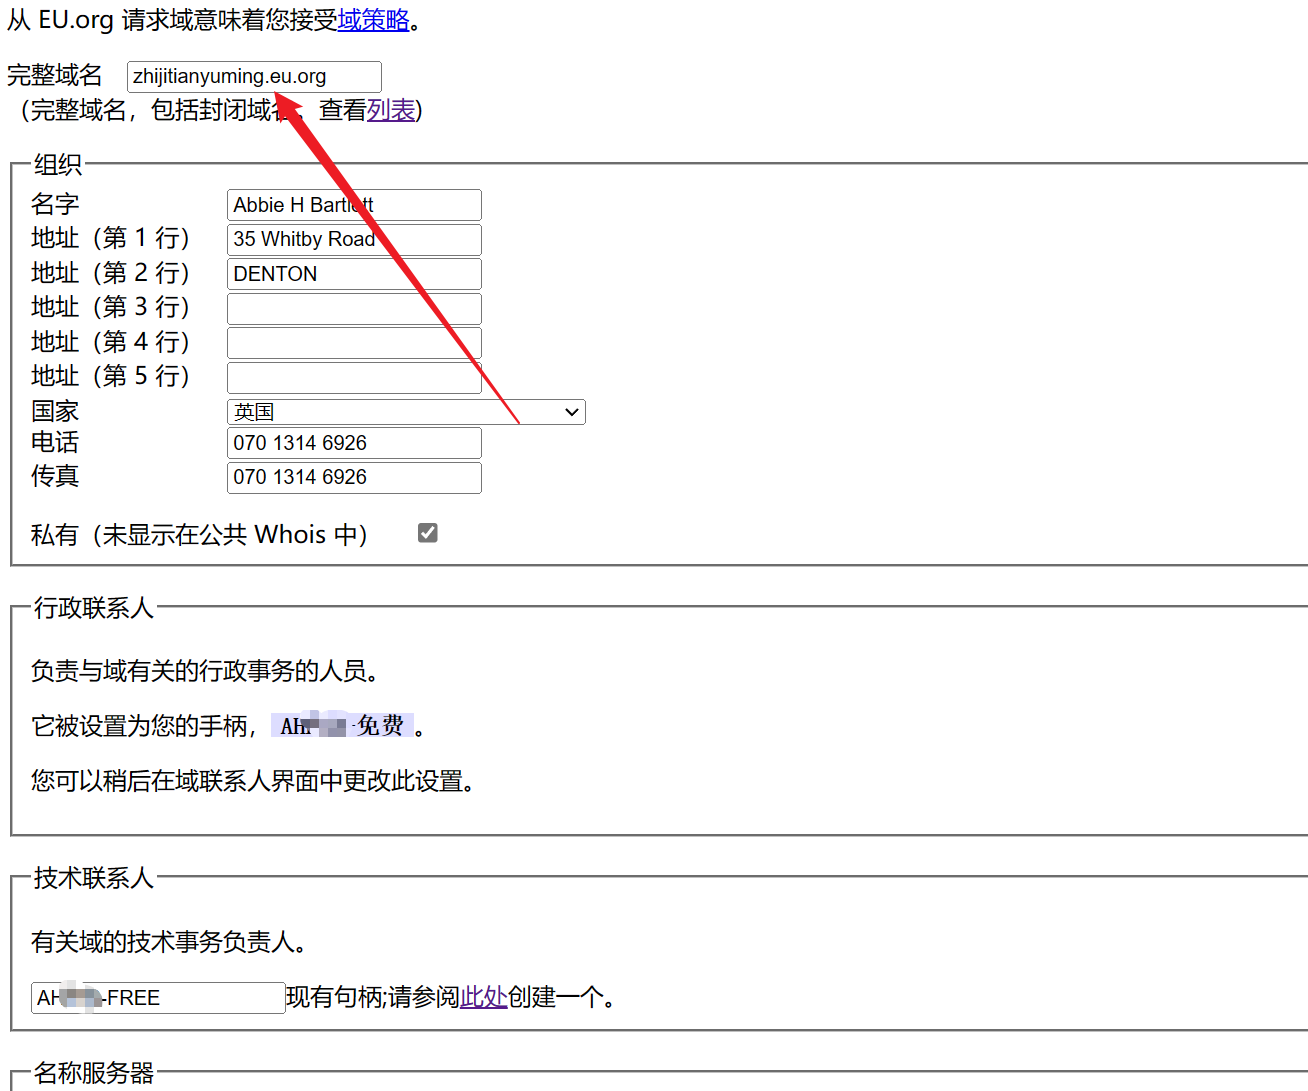 从 EU.org 请求域意味着您接受域策略。
完整域名 zhijitianyuming.eu.org
（完整域名，包括封闭域名。查看列表)
组织
名字 Abbie H Bartlett
地址（第 1 行） 35 Whitby Road
地址（第 2 行） DENTON
地址（第 3 行）
地址（第 4 行）
地址（第 5 行）
国家 英国
电话 070 1314 6926
传真 070 1314 6926
私有（未显示在公共 Whois 中）
行政联系人
负责与域有关的行政事务的人员。
它被设置为您的手柄， AH -免费 。
您可以稍后在域联系人界面中更改此设置。
技术联系人
有关域的技术事务负责人。
AH -FREE 现有句柄;请参阅此处创建一个。
名称服务器